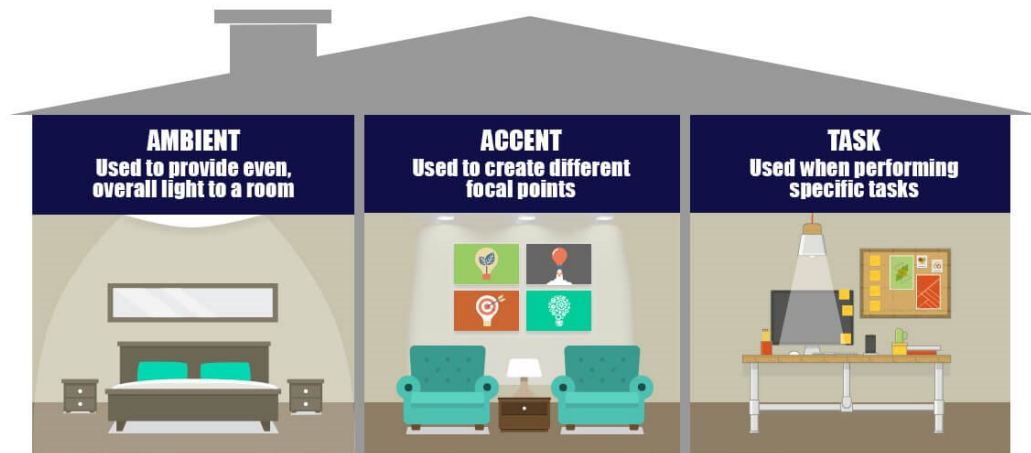 AMBIENT
Used to provide even,
overall light to a room
ACCENT
Used to create different
focal points
TASK
Used when performing
specific tasks